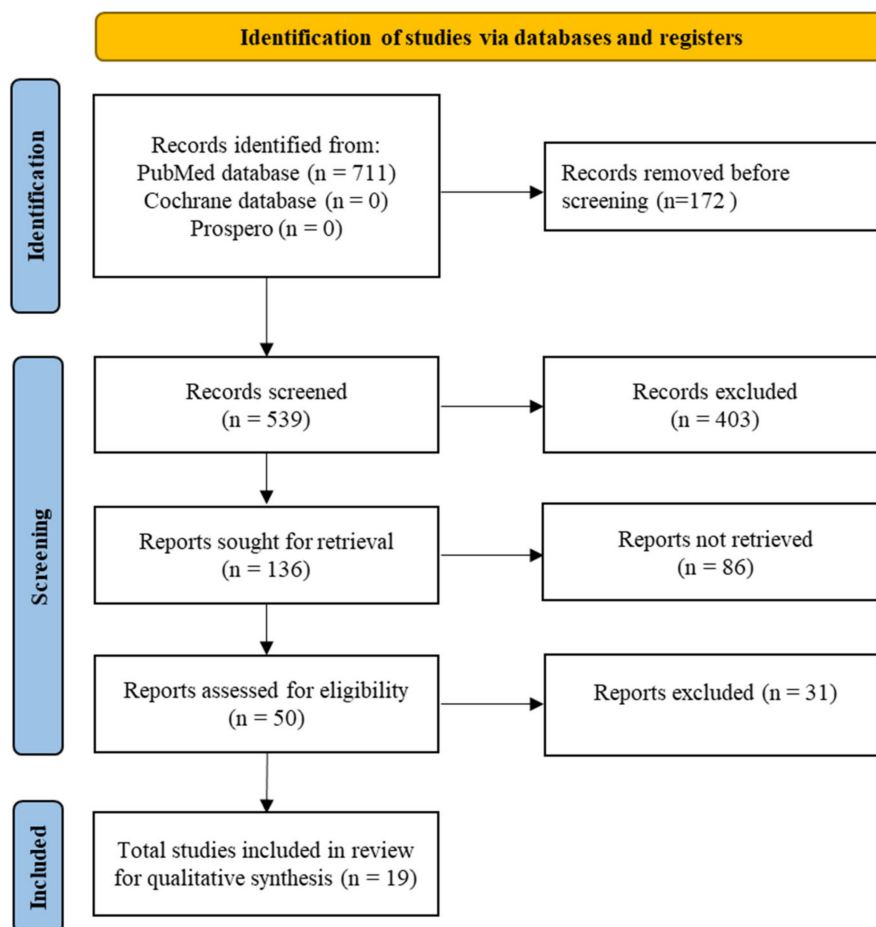 Identification of studies via databases and registers
Identification
Records identified from:
PubMed database (n = 711)
Cochrane database (n = 0)
Prospero (n = 0)
Records removed before
screening (n=172 )
Screening
Records screened
(n = 539)
Records excluded
(n = 403)
Reports sought for retrieval
(n = 136)
Reports not retrieved
(n = 86)
Reports assessed for eligibility
(n = 50)
Reports excluded (n = 31)
Included
Total studies included in review
for qualitative synthesis (n = 19)